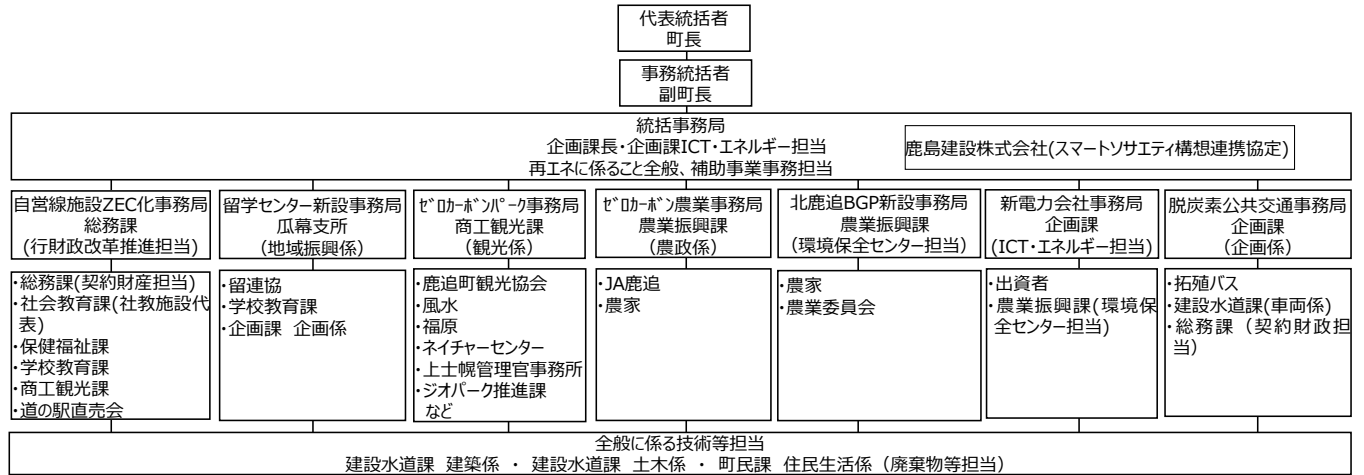 代表統括者
町長
事務統括者
副町長
統括事務局
企画課長・企画課ICT・エネルギー担当
再エネに係ること全般、補助事業事務担当
鹿島建設株式会社(スマートソサエティ構想連携協定)
自営線施設ZEC化事務局
総務課
(行財政改革推進担当)
・総務課(契約財産担当)
・社会教育課(社教施設代
表)
・保健福祉課
・学校教育課
・商工観光課
・道の駅直売会
留学センター新設事務局
瓜幕支所
(地域振興係)
・留連協
・学校教育課
・企画課 企画係
ｾﾞﾛｶｰﾎﾞﾝﾊﾟｰｸ事務局
商工観光課
(観光係)
・鹿追町観光協会
・風水
・福原
・ネイチャーセンター
・上士幌管理官事務所
・ジオパーク推進課
など
ｾﾞﾛｶｰﾎﾞﾝ農業事務局
農業振興課
(農政係)
・JA鹿追
・農家
北鹿追BGP新設事務局
農業振興課
(環境保全センター担当)
・農家
・農業委員会
新電力会社事務局
企画課
(ICT・エネルギー担当)
・出資者
・農業振興課(環境保
全センター担当)
脱炭素公共交通事務局
企画課
(企画係)
・拓殖バス
・建設水道課(車両係)
・総務課（契約財政担
当)
全般に係る技術等担当
建設水道課 建築係 ・ 建設水道課 土木係 ・ 町民課 住民生活係（廃棄物等担当）